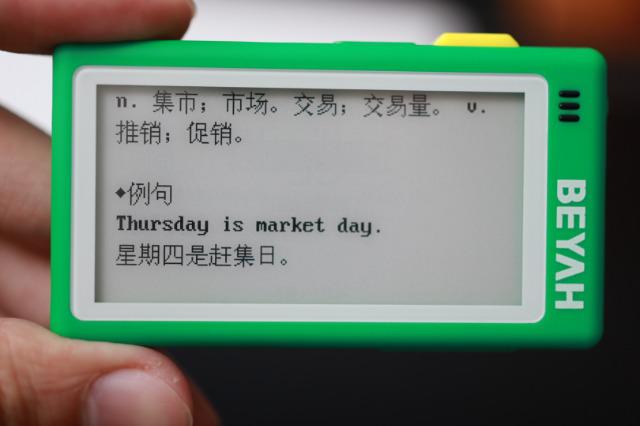 n. 集市；市场。交易；交易量。 v.
推销；促销。
◆例句
Thursday is market day.
星期四是赶集日。
BEYAH